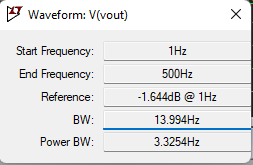 Waveform: V(vout)
Start Frequency: 1Hz
End Frequency: 500Hz
Reference: -1.644dB @ 1Hz
BW: 13.994Hz
Power BW: 3.3254Hz